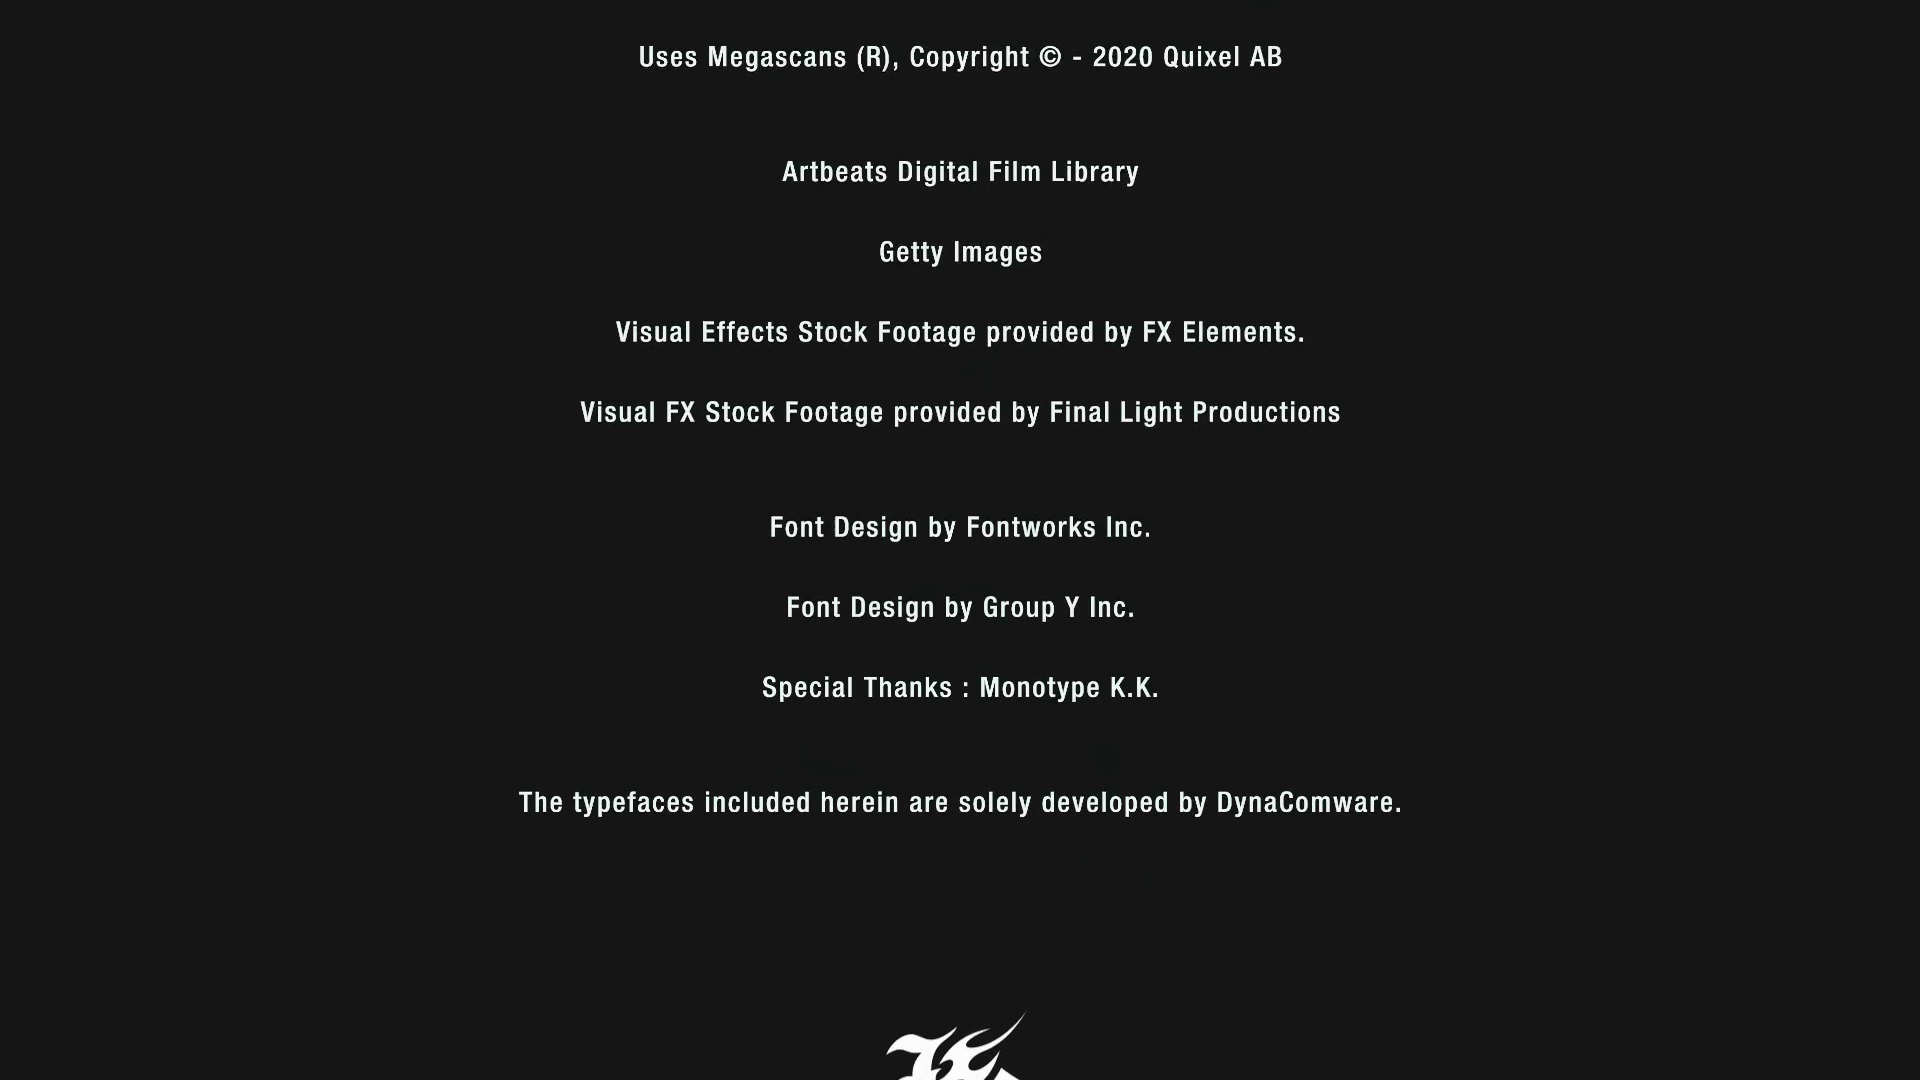 Uses Megascans (R), Copyright © - 2020 Quixel AB
Artbeats Digital Film Library
Getty Images
Visual Effects Stock Footage provided by FX Elements.
Visual FX Stock Footage provided by Final Light Productions
Font Design by Fontworks Inc.
Font Design by Group Y Inc.
Special Thanks : Monotype K.K.
The typefaces included herein are solely developed by DynaComware.